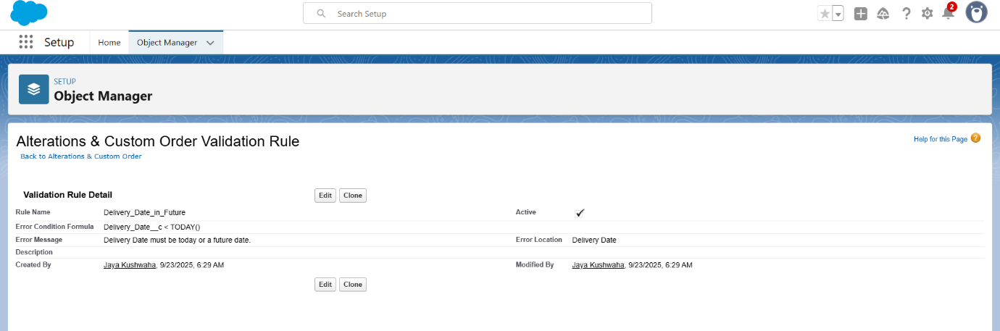 Search Setup
2
Setup Home Object Manager
SETUP
Object Manager
Alterations & Custom Order Validation Rule
Help for this Page ?
Back to Alterations & Custom Order
Validation Rule Detail Edit Clone
Rule Name Delivery_Date_in_Future Active
Error Condition Formula Delivery_Date__c < TODAY()
Error Message Delivery Date must be today or a future date. Error Location Delivery Date
Description
Created By Jaya Kushwaha, 9/23/2025, 6:29 AM Modified By Jaya Kushwaha, 9/23/2025, 6:29 AM
Edit Clone